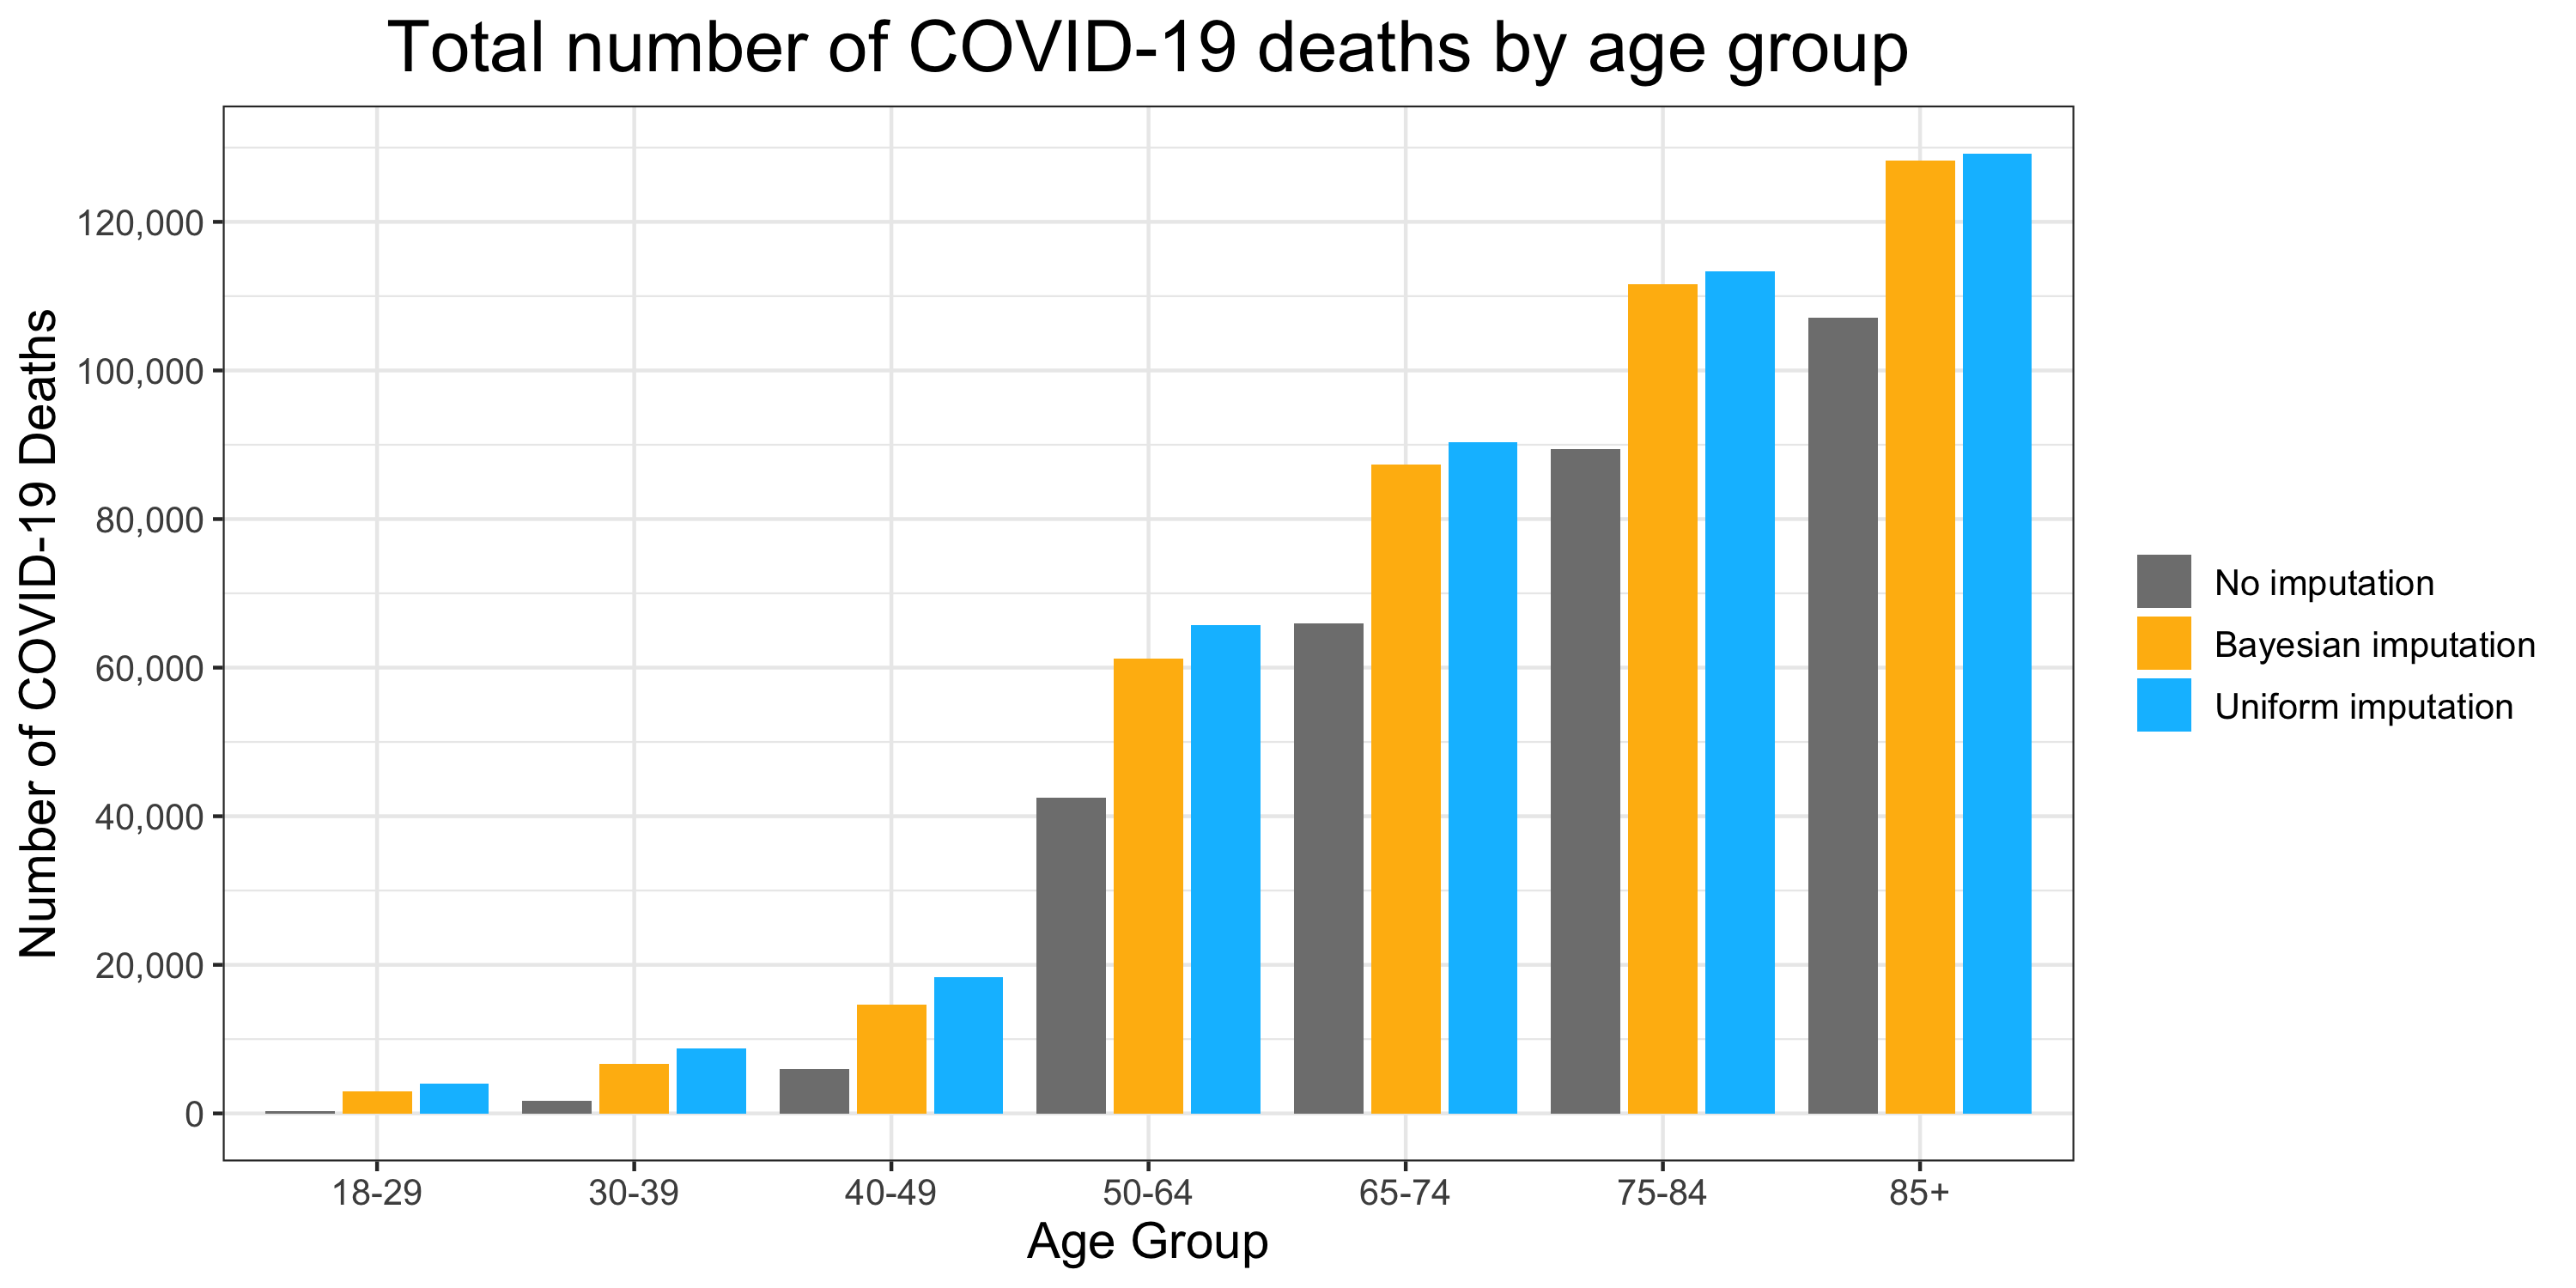 Total number of COVID-19 deaths by age group
Number of COVID-19 Deaths
120,000
100,000
80,000
60,000
40,000
20,000
0
18-29
30-39
40-49
50-64
65-74
75-84
85+
Age Group
No imputation
Bayesian imputation
Uniform imputation